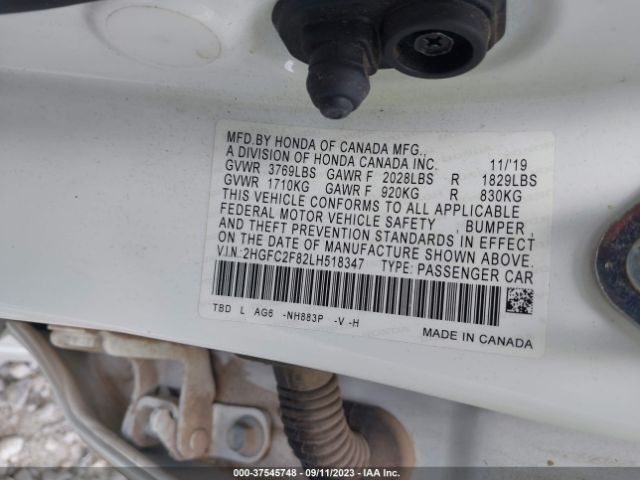 MFD.BY HONDA OF CANADA MFG.,
A DIVISION OF HONDA CANADA INC. 11/'19
GVWR 3769LBS GAWR F 2028LBS R 1829LBS
GVWR 1710KG GAWR F 920KG R 830KG
THIS VEHICLE CONFORMS TO ALL APPLICABLE
FEDERAL MOTOR VEHICLE SAFETY , BUMPER ,
AND THEFT PREVENTION STANDARDS IN EFFECT
ON THE DATE OF MANUFACTURE SHOWN ABOVE.
V.I.N.:2HGFC2F82LH518347 TYPE: PASSENGER CAR
TBD L AG6 -NH883P -V -H
MADE IN CANADA
000-37545748 - 09/11/2023 - IAA Inc.